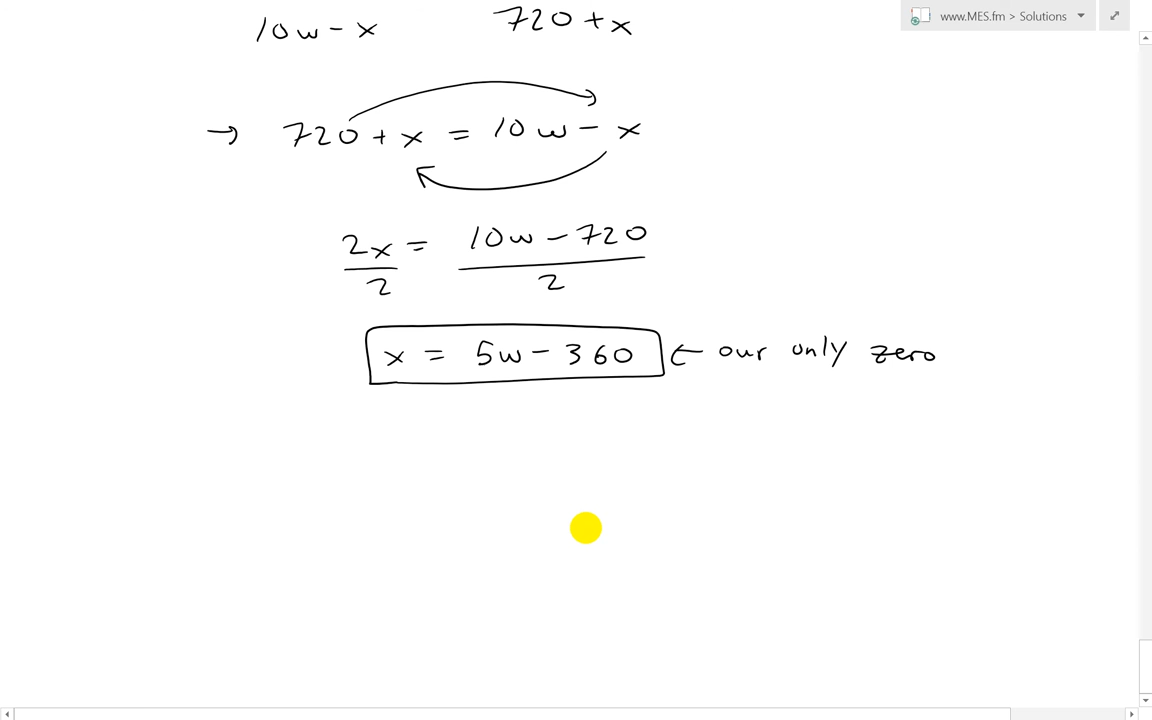 www.MES.fm > Solutions
10w - x 720 + x
→ 720 + x = 10w - x
2x = 10w - 720
2 2
x = 5w - 360 ← our only zero